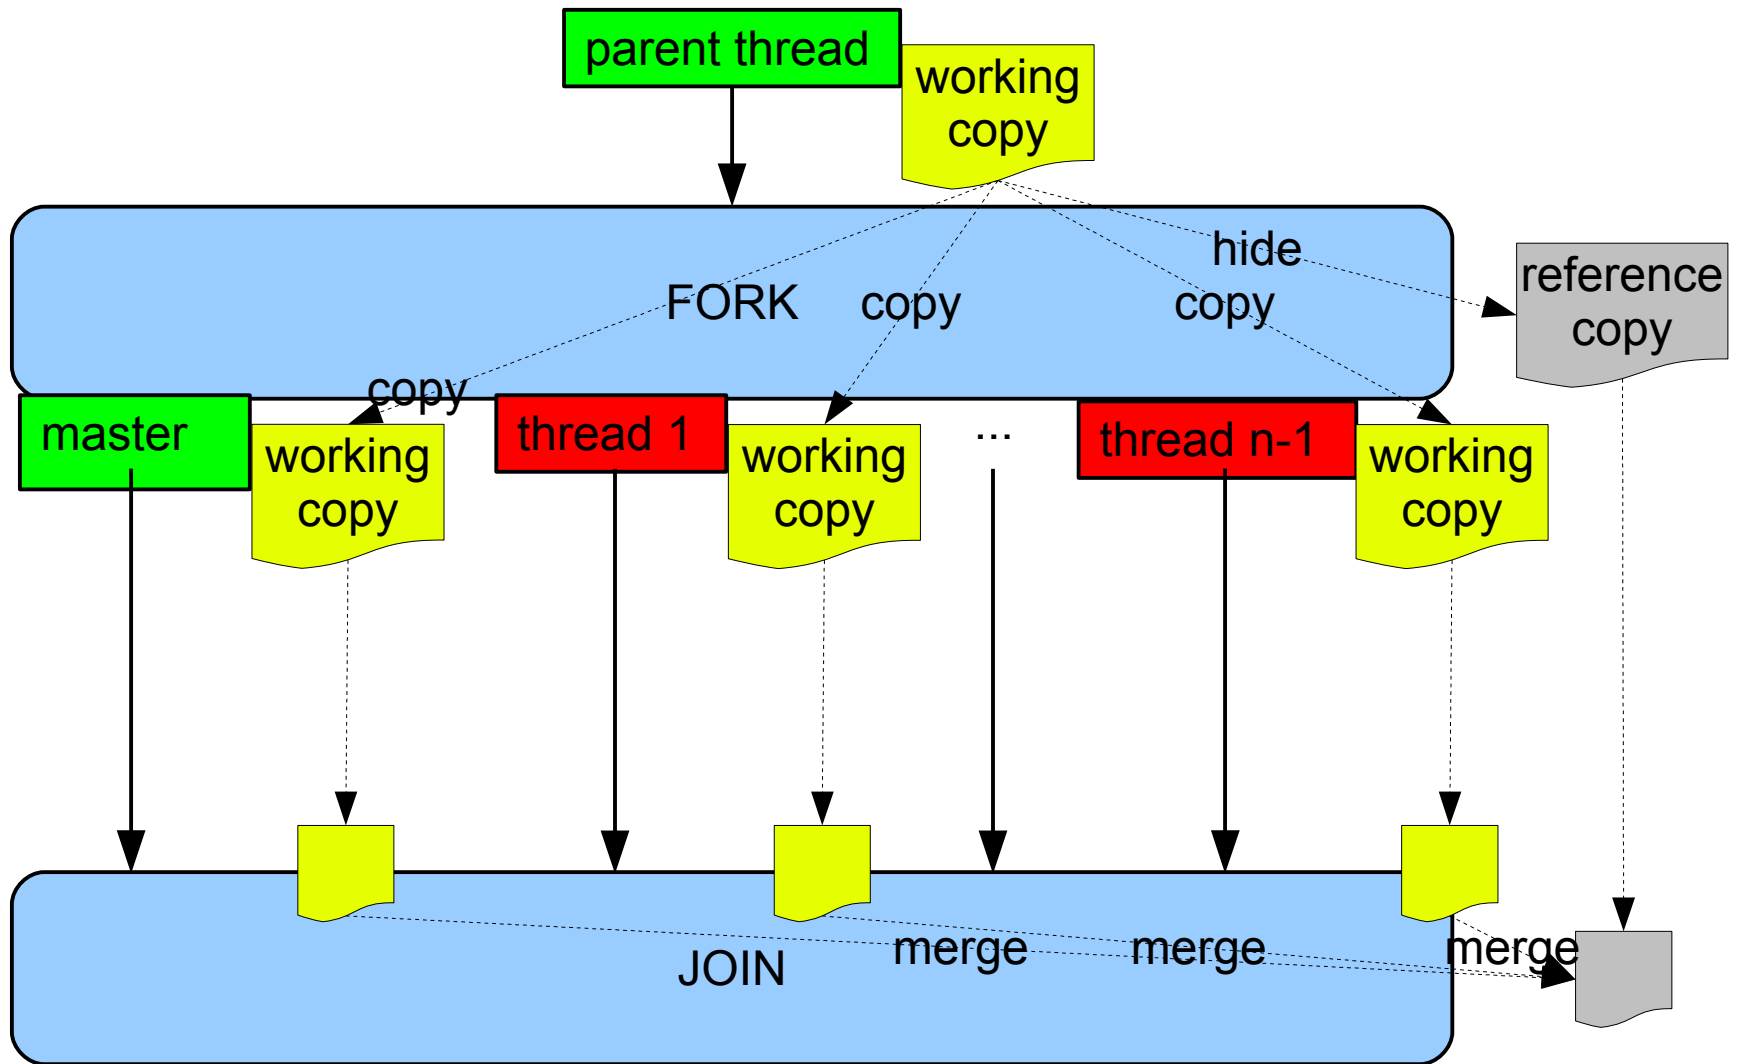 parent thread
working
copy
hide
reference
copy
FORK
copy
copy
copy
master
working
copy
thread 1
working
copy
...
thread n-1
working
copy
JOIN
merge
merge
merge